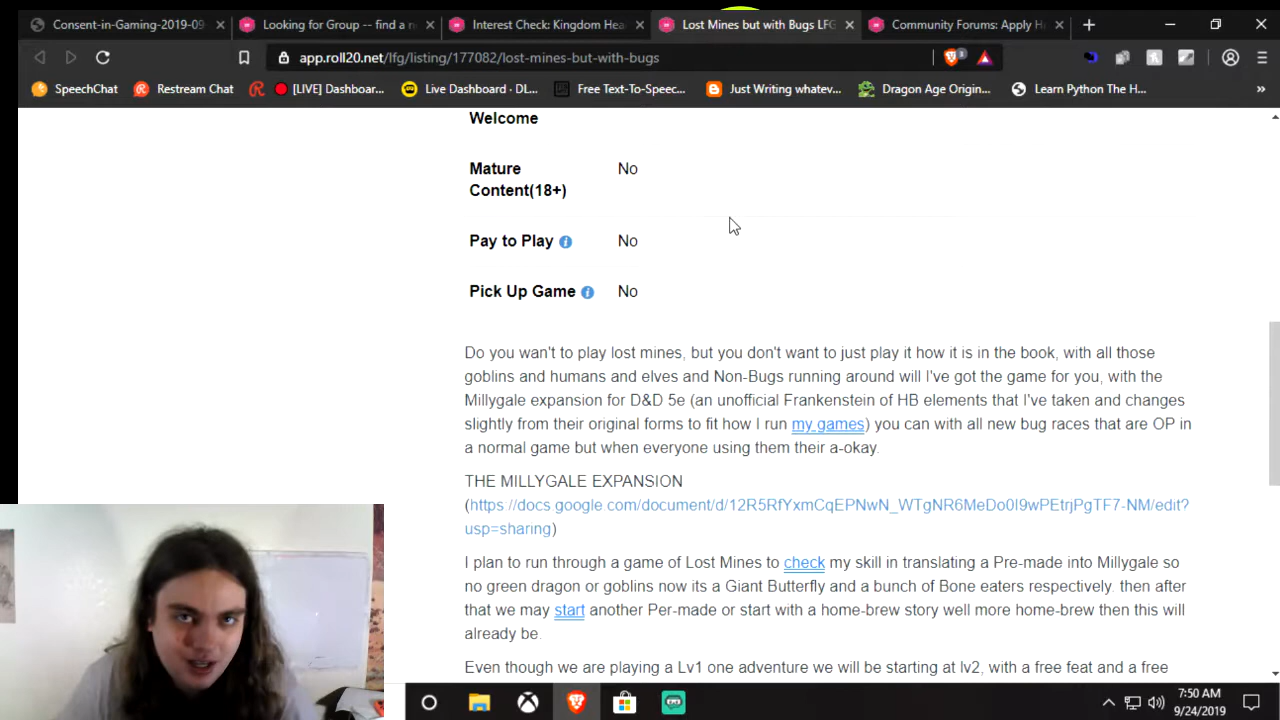 Consent-in-Gaming-2019-09
Looking for Group -- find a n
Interest Check: Kingdom Hea
Lost Mines but with Bugs LFG
Community Forums: Apply H
app.roll20.net/lfg/listing/177082/lost-mines-but-with-bugs
3
SpeechChat
Restream Chat
[LIVE] Dashboar...
Live Dashboard - DL...
Free Text-To-Speec...
Just Writing whatev...
Dragon Age Origin...
Learn Python The H...
Welcome
Mature
Content(18+)
No
Pay to Play
No
Pick Up Game
No
Do you wan't to play lost mines, but you don't want to just play it how it is in the book, with all those
goblins and humans and elves and Non-Bugs running around will I've got the game for you, with the
Millygale expansion for D&D 5e (an unofficial Frankenstein of HB elements that I've taken and changes
slightly from their original forms to fit how I run my games) you can with all new bug races that are OP in
a normal game but when everyone using them their a-okay.
THE MILLYGALE EXPANSION
(https://docs.google.com/document/d/12R5RfYxmCqEPNwN_WTgNR6MeDo0I9wPEtrjPgTF7-NM/edit?
usp=sharing)
I plan to run through a game of Lost Mines to check my skill in translating a Pre-made into Millygale so
no green dragon or goblins now its a Giant Butterfly and a bunch of Bone eaters respectively. then after
that we may start another Per-made or start with a home-brew story well more home-brew then this will
already be.
Even though we are playing a Lv1 one adventure we will be starting at lv2, with a free feat and a free
7:50 AM
9/24/2019